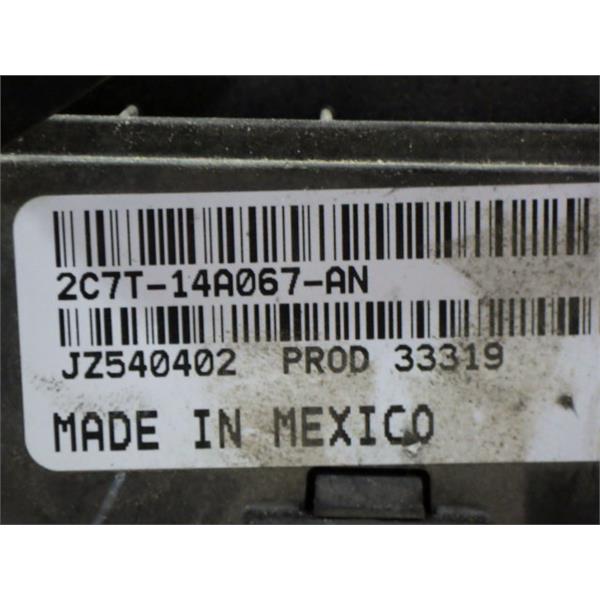 2C7T-14A067-AN
JZ540402 PROD 33319
MADE IN MEXICO